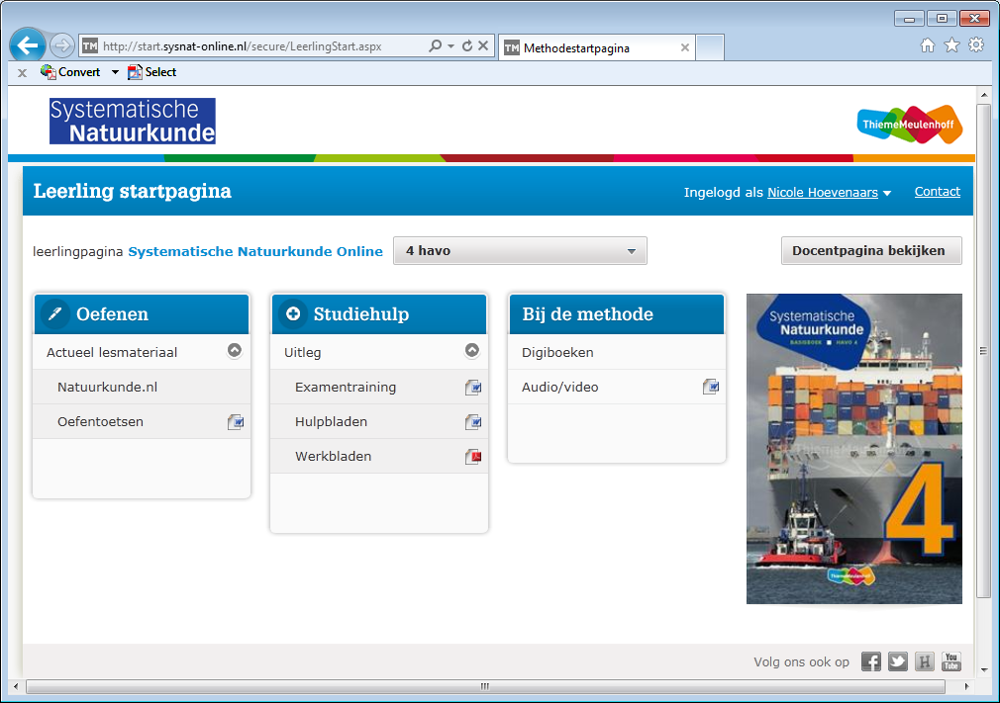 http://start.sysnat-online.nl/secure/LeerlingStart.aspx
TM Methodestartpagina
Convert Select
Systematische
Natuurkunde
ThiemeMeulenhoff
Leerling startpagina
Ingelogd als Nicole Hoevenaars Contact
leerlingpagina Systematische Natuurkunde Online 4 havo Docentpagina bekijken
Oefenen
Actueel lesmateriaal
Natuurkunde.nl
Oefentoetsen
Studiehulp
Uitleg
Examentraining
Hulpbladen
Werkbladen
Bij de methode
Digiboeken
Audio/video
Systematische
Natuurkunde
BASISBOEK HAVO 4
ThiemeMeulenhoff
4
ThiemeMeulenhoff
Volg ons ook op
You
Tube